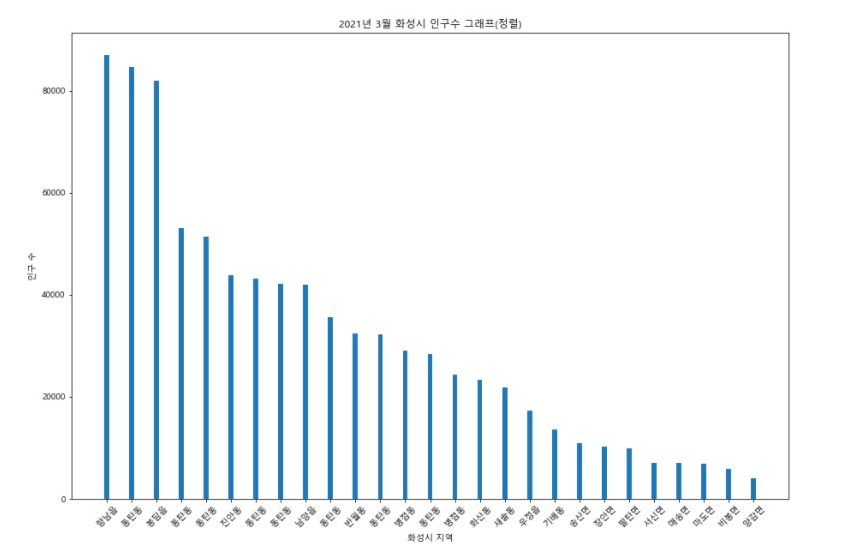 2021년 3월 화성시 인구수 그래프(정렬)
인구 수
80000
60000
40000
20000
0
향남읍 동탄동 봉담읍 동탄동 동탄동 진안동 동탄동 동탄동 남양읍 동탄동 반월동 동탄동 병점동 동탄동 병점동 화산동 새솔동 우정읍 기배동 송산면 장안면 팔탄면 서신면 매송면 마도면 비봉면 양감면
화성시 지역